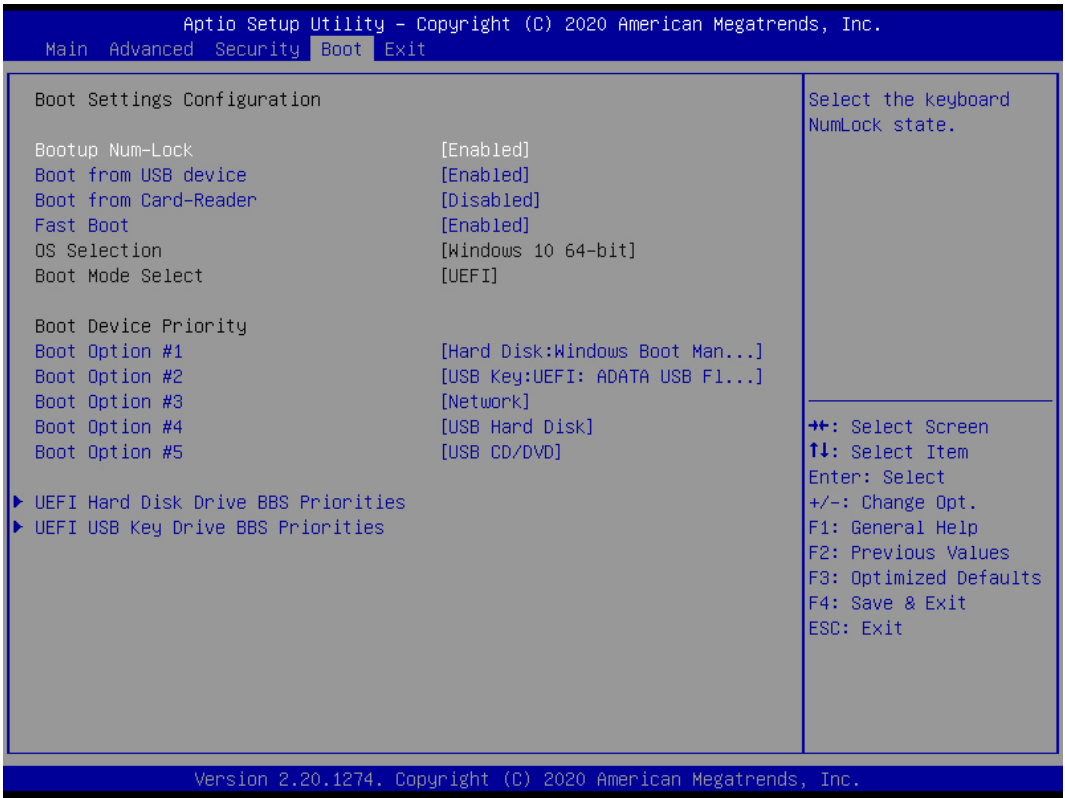 Aptio Setup Utility – Copyright (C) 2020 American Megatrends, Inc.
Main Advanced Security Boot Exit
Boot Settings Configuration
Bootup Num-Lock [Enabled]
Boot from USB device [Enabled]
Boot from Card-Reader [Disabled]
Fast Boot [Enabled]
OS Selection [Windows 10 64-bit]
Boot Mode Select [UEFI]
Boot Device Priority
Boot Option #1 [Hard Disk:Windows Boot Man...]
Boot Option #2 [USB Key:UEFI: ADATA USB Fl...]
Boot Option #3 [Network]
Boot Option #4 [USB Hard Disk]
Boot Option #5 [USB CD/DVD]
UEFI Hard Disk Drive BBS Priorities
UEFI USB Key Drive BBS Priorities
Select the keyboard
NumLock state.
→←: Select Screen
↑↓: Select Item
Enter: Select
+/-: Change Opt.
F1: General Help
F2: Previous Values
F3: Optimized Defaults
F4: Save & Exit
ESC: Exit
Version 2.20.1274. Copyright (C) 2020 American Megatrends, Inc.